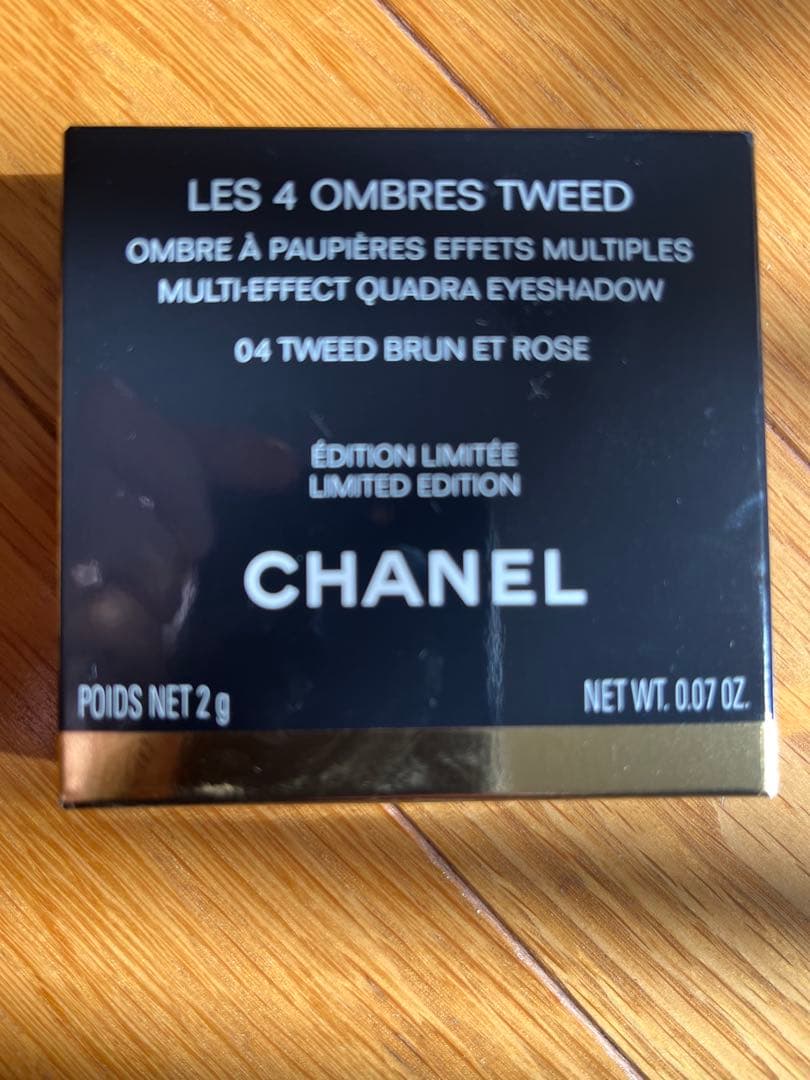 LES 4 OMBRES TWEED
OMBRE À PAUPIÈRES EFFETS MULTIPLES
MULTI-EFFECT QUADRA EYESHADOW
04 TWEED BRUN ET ROSE
ÉDITION LIMITÉE
LIMITED EDITION
CHANEL
POIDS NET 2 g NET WT. 0.07 OZ.